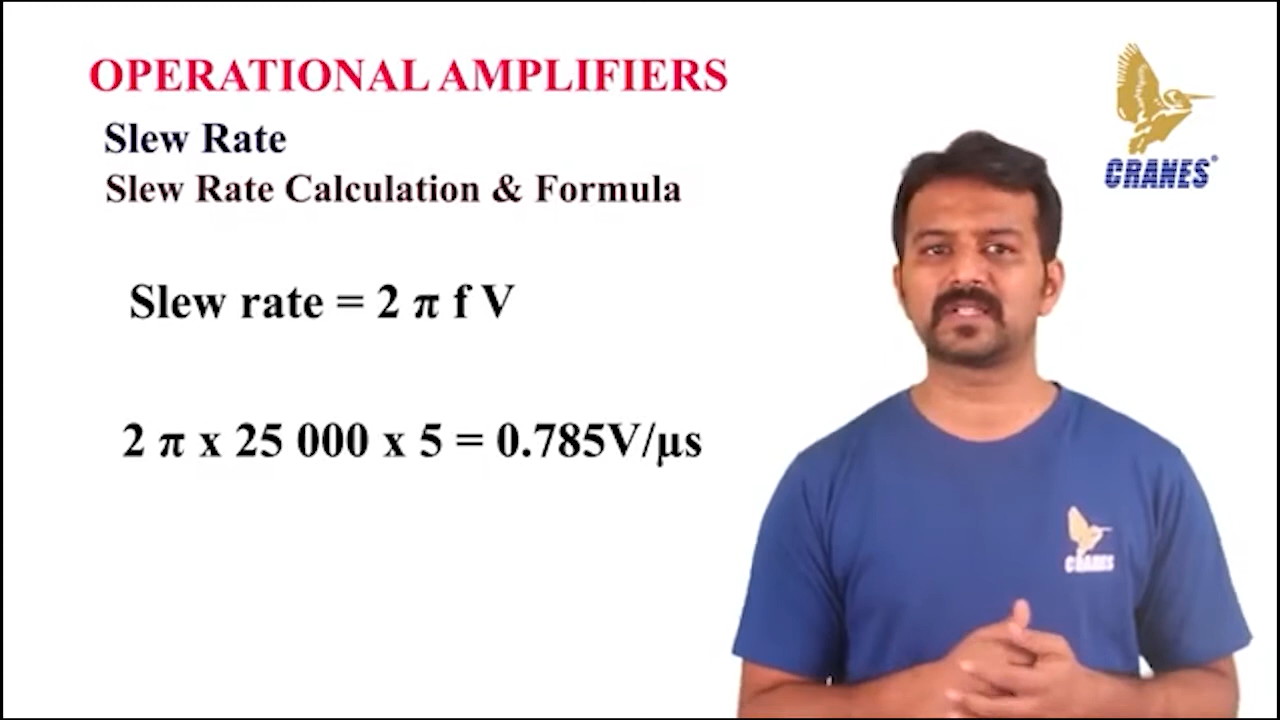 OPERATIONAL AMPLIFIERS
Slew Rate
Slew Rate Calculation & Formula
CRANES®
Slew rate = 2 π f V
2 π x 25 000 x 5 = 0.785V/µs
CRANES